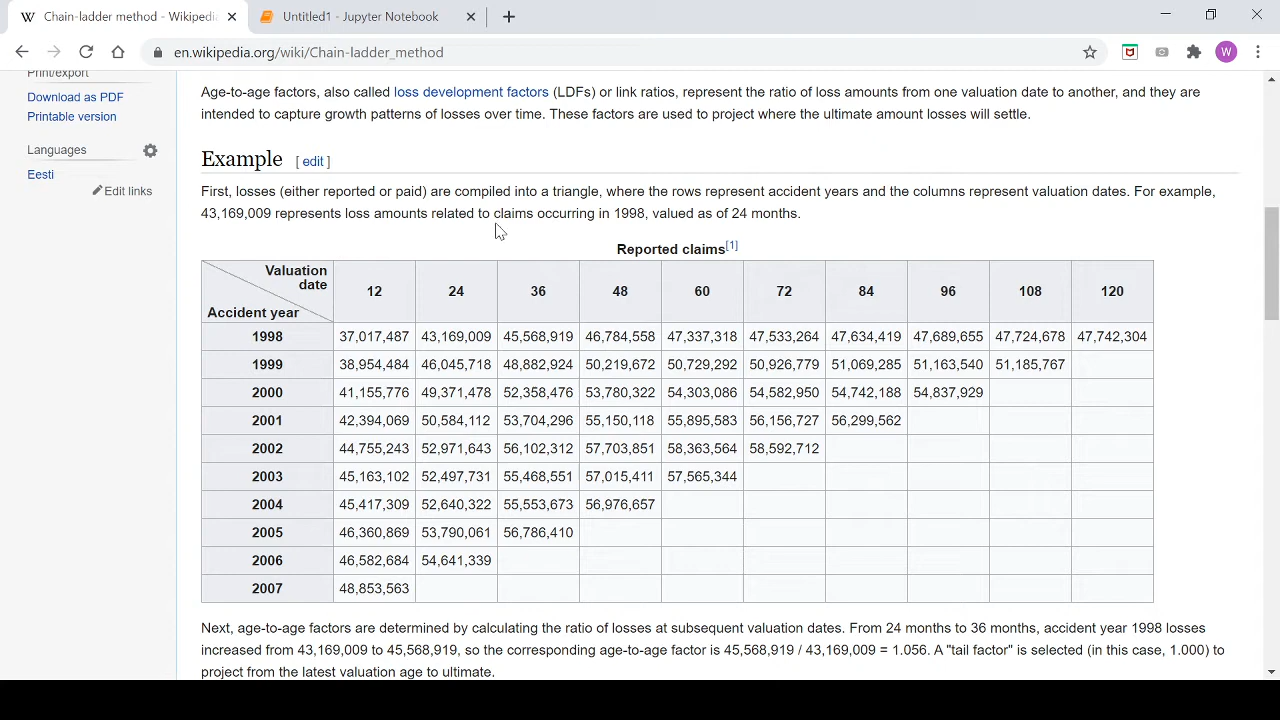 Chain-ladder method - Wikipedi
Untitled1 - Jupyter Notebook
en.wikipedia.org/wiki/Chain-ladder_method
W
Print/export
Download as PDF
Printable version
Languages
Eesti
Edit links
Age-to-age factors, also called loss development factors (LDFs) or link ratios, represent the ratio of loss amounts from one valuation date to another, and they are
intended to capture growth patterns of losses over time. These factors are used to project where the ultimate amount losses will settle.
Example [ edit ]
First, losses (either reported or paid) are compiled into a triangle, where the rows represent accident years and the columns represent valuation dates. For example,
43,169,009 represents loss amounts related to claims occurring in 1998, valued as of 24 months.
Reported claims[1]
Valuation
date
Accident year
12 24 36 48 60 72 84 96 108 120
1998 37,017,487 43,169,009 45,568,919 46,784,558 47,337,318 47,533,264 47,634,419 47,689,655 47,724,678 47,742,304
1999 38,954,484 46,045,718 48,882,924 50,219,672 50,729,292 50,926,779 51,069,285 51,163,540 51,185,767
2000 41,155,776 49,371,478 52,358,476 53,780,322 54,303,086 54,582,950 54,742,188 54,837,929
2001 42,394,069 50,584,112 53,704,296 55,150,118 55,895,583 56,156,727 56,299,562
2002 44,755,243 52,971,643 56,102,312 57,703,851 58,363,564 58,592,712
2003 45,163,102 52,497,731 55,468,551 57,015,411 57,565,344
2004 45,417,309 52,640,322 55,553,673 56,976,657
2005 46,360,869 53,790,061 56,786,410
2006 46,582,684 54,641,339
2007 48,853,563
Next, age-to-age factors are determined by calculating the ratio of losses at subsequent valuation dates. From 24 months to 36 months, accident year 1998 losses
increased from 43,169,009 to 45,568,919, so the corresponding age-to-age factor is 45,568,919 / 43,169,009 = 1.056. A "tail factor" is selected (in this case, 1.000) to
project from the latest valuation age to ultimate.